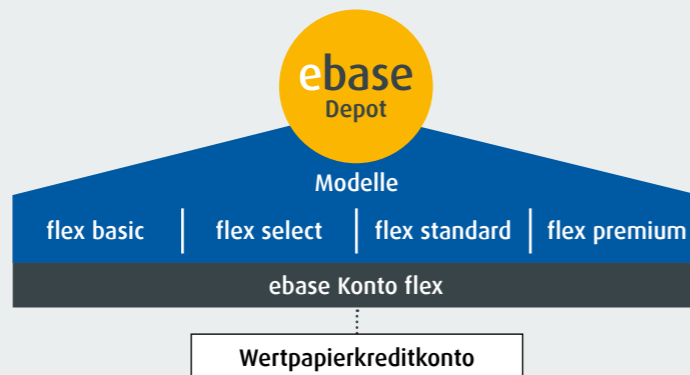 ebase
Depot
Modelle
flex basic flex select flex standard flex premium
ebase Konto flex
Wertpapierkreditkonto